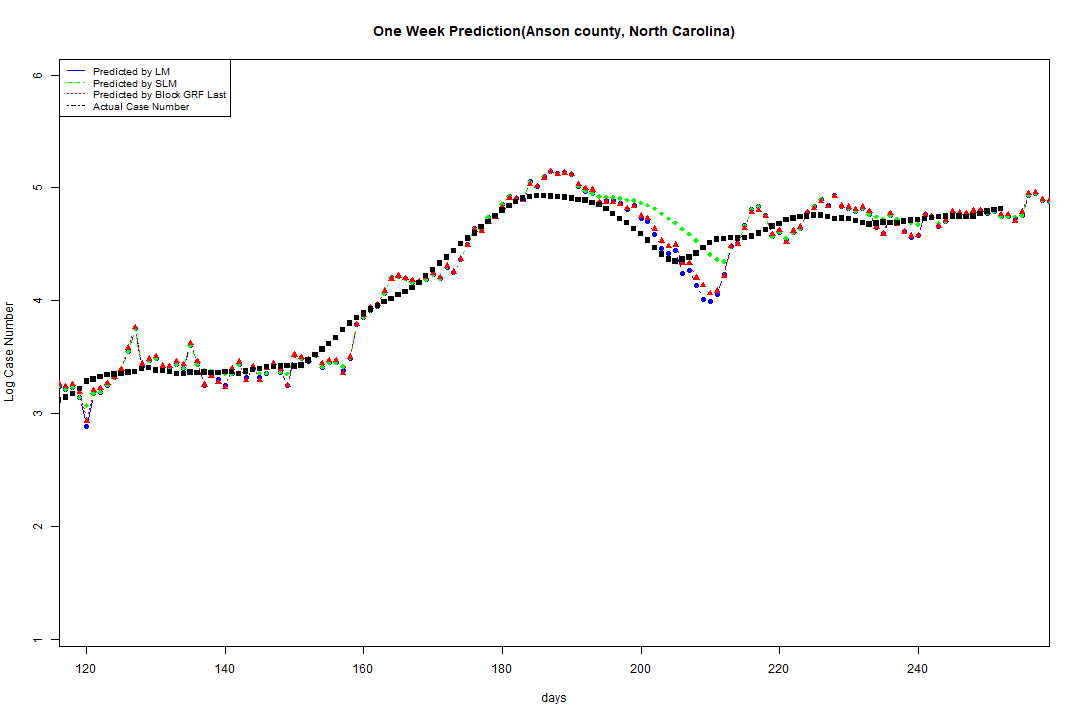 One Week Prediction(Anson county, North Carolina)
Predicted by LM
Predicted by SLM
Predicted by Block GRF Last
Actual Case Number
6
5
4
3
2
1
Log Case Number
120 140 160 180 200 220 240
days